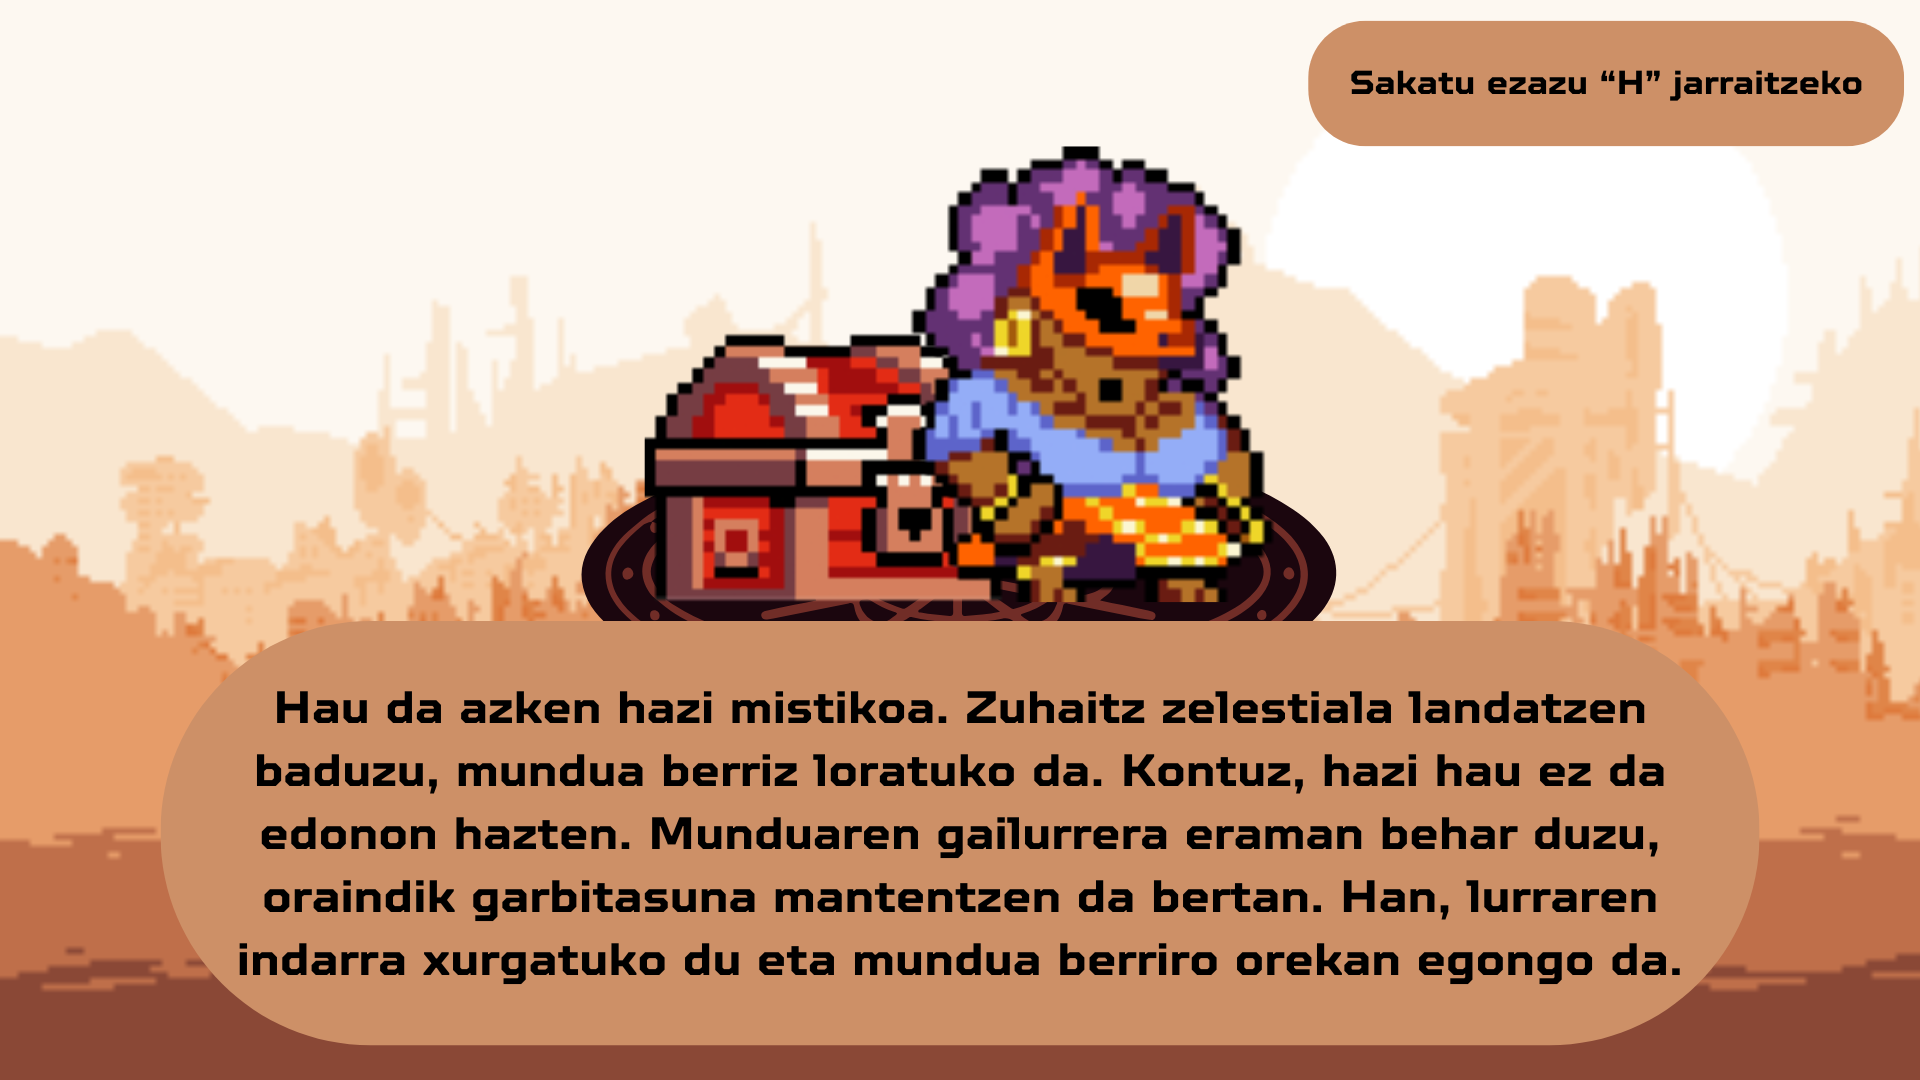 Sakatu ezazu “H” jarraitzeko
Hau da azken hazi mistikoa. Zuhaitz zelestiala landatzen
baduzu, mundua berriz loratuko da. Kontuz, hazi hau ez da
edonon hazten. Munduaren gailurrera eraman behar duzu,
oraindik garbitasuna mantentzen da bertan. Han, lurraren
indarra xurgatuko du eta mundua berriro orekan egongo da.